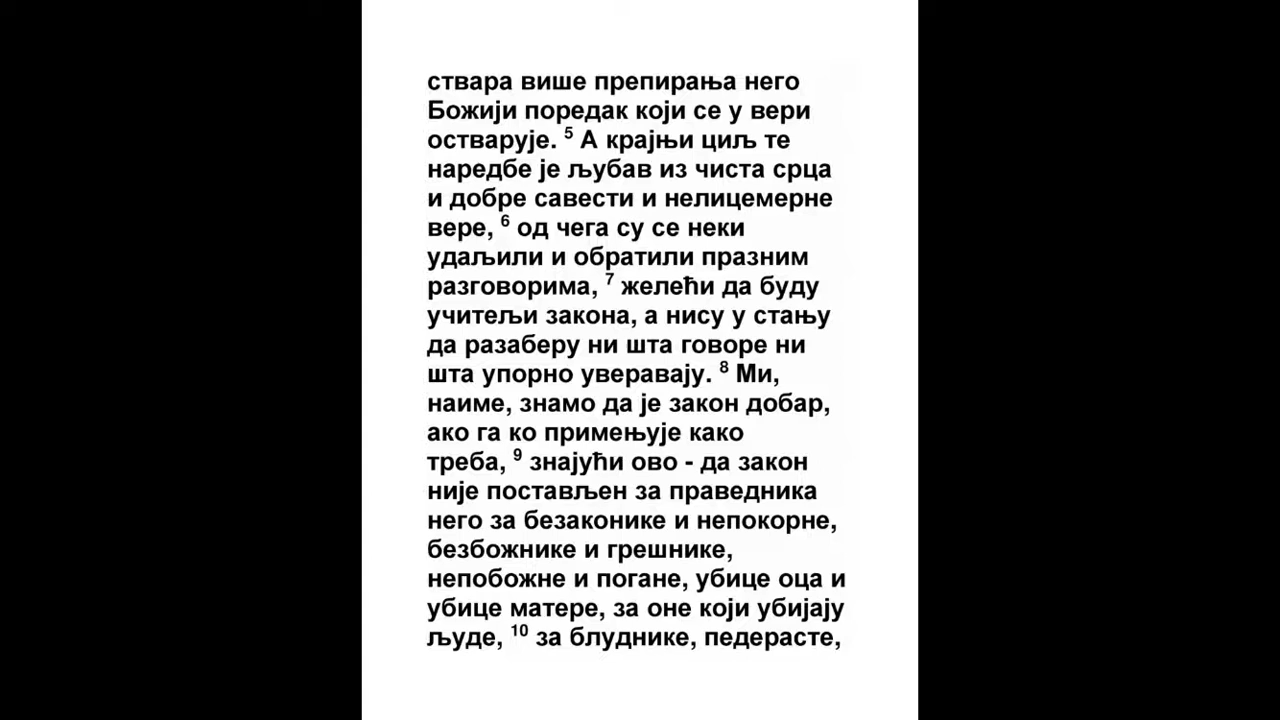 ствара више препирања него
Божији поредак који се у вери
остварује. ⁵ А крајњи циљ те
наредбе је љубав из чиста срца
и добре савести и нелицемерне
вере, ⁶ од чега су се неки
удаљили и обратили празним
разговорима, ⁷ желећи да буду
учитељи закона, а нису у стању
да разаберу ни шта говоре ни
шта упорно уверавају. ⁸ Ми,
наиме, знамо да је закон добар,
ако га ко примењује како
треба, ⁹ знајући ово - да закон
није постављен за праведника
него за безаконике и непокорне,
безбожнике и грешнике,
непобожне и погане, убице оца и
убице матере, за оне који убијају
људе, ¹⁰ за блуднике, педерасте,